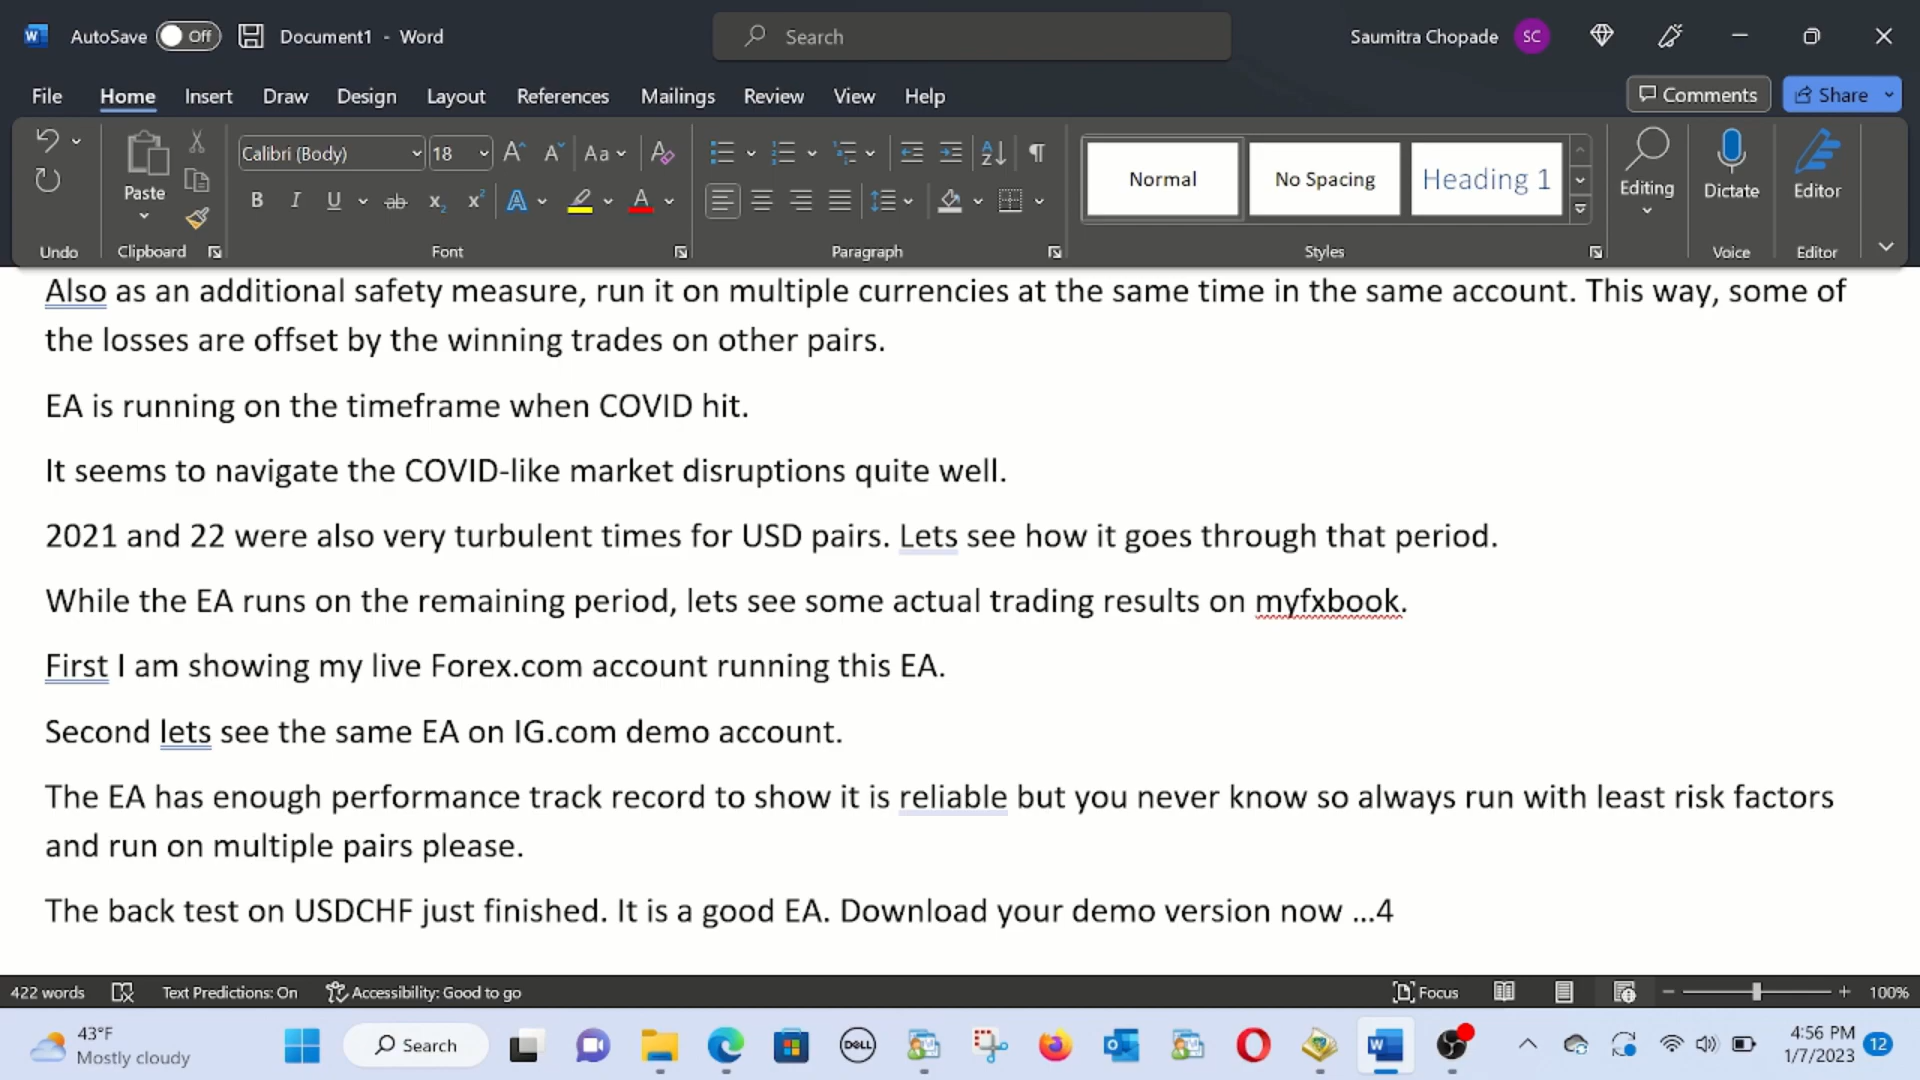 AutoSave Off Document1 - Word Search Saumitra Chopade SC
File Home Insert Draw Design Layout References Mailings Review View Help Comments Share
Calibri (Body) 18 Aa
Paste Normal No Spacing Heading 1 Editing Dictate Editor
Undo Clipboard Font Paragraph Styles Voice Editor
Also as an additional safety measure, run it on multiple currencies at the same time in the same account. This way, some of
the losses are offset by the winning trades on other pairs.
EA is running on the timeframe when COVID hit.
It seems to navigate the COVID-like market disruptions quite well.
2021 and 22 were also very turbulent times for USD pairs. Lets see how it goes through that period.
While the EA runs on the remaining period, lets see some actual trading results on myfxbook.
First I am showing my live Forex.com account running this EA.
Second lets see the same EA on IG.com demo account.
The EA has enough performance track record to show it is reliable but you never know so always run with least risk factors
and run on multiple pairs please.
The back test on USDCHF just finished. It is a good EA. Download your demo version now ...4
422 words Text Predictions: On Accessibility: Good to go Focus 100%
43°F
Mostly cloudy
Search
DELL
4:56 PM
1/7/2023
12